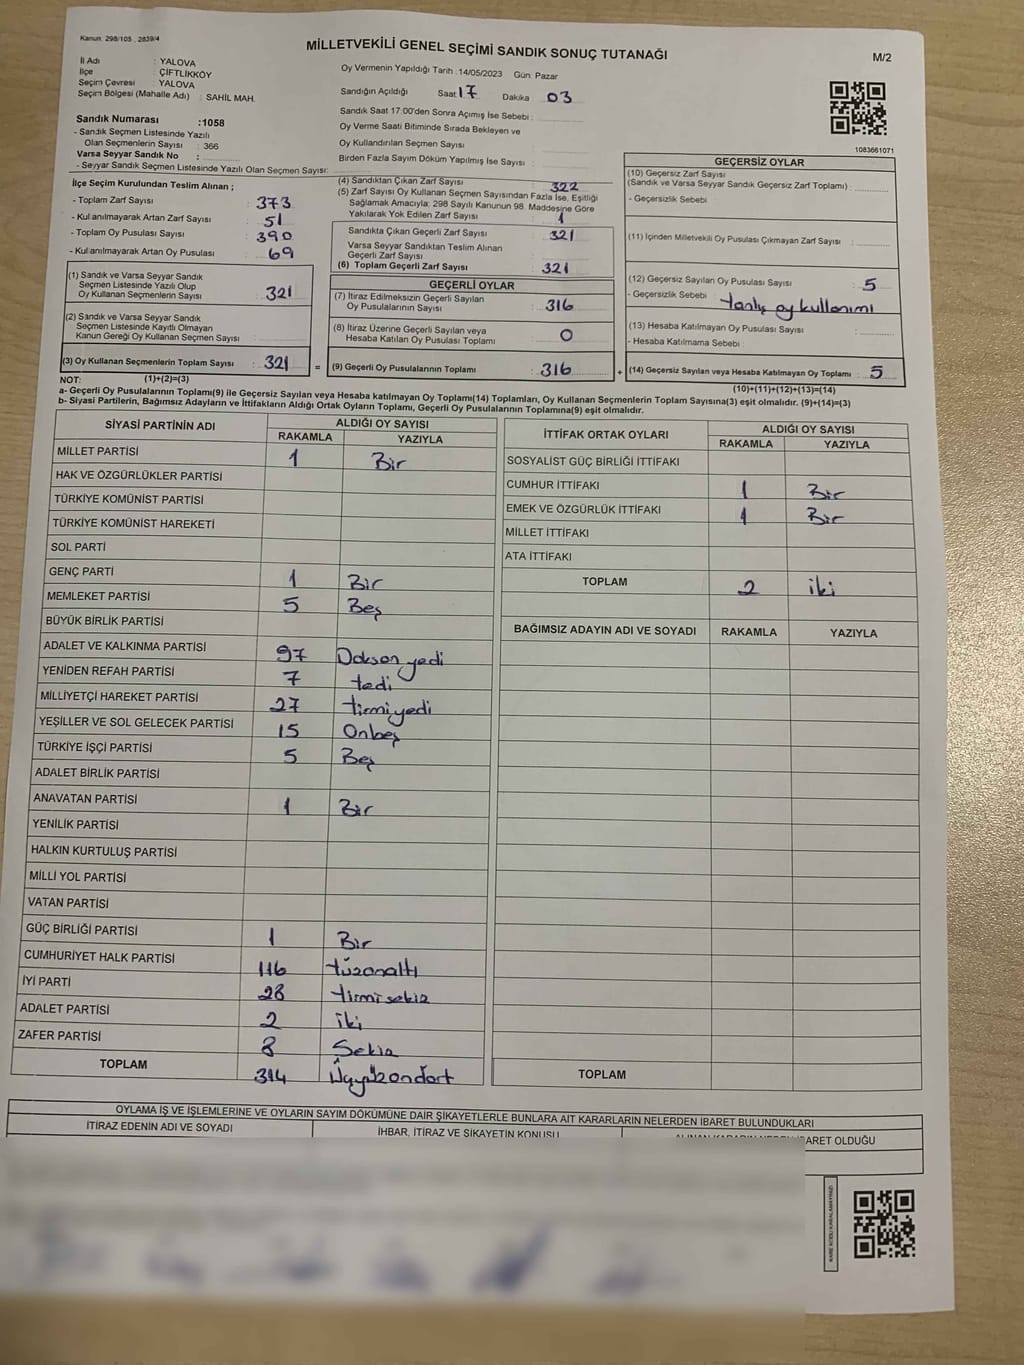 Kanun: 298/105, 2839/4
MİLLETVEKİLİ GENEL SEÇİMİ SANDIK SONUÇ TUTANAĞI
M/2
İl Adı : YALOVA
İlçe : ÇİFTLİKKÖY
Seçim Çevresi : YALOVA
Seçim Bölgesi (Mahalle Adı) : SAHİL MAH.
Oy Vermenin Yapıldığı Tarih : 14/05/2023 Gün: Pazar
Sandığın Açıldığı Saat 17 Dakika 03
Sandık Saat 17:00'den Sonra Açımış İse Sebebi :
Oy Verme Saati Bitiminde Sırada Bekleyen ve
Oy Kullandırılan Seçmen Sayısı :
Birden Fazla Sayım Döküm Yapılmış İse Sayısı :
Sandık Numarası :1058
- Sandık Seçmen Listesinde Yazılı
Olan Seçmenlerin Sayısı : 366
Varsa Seyyar Sandık No :
- Seyyar Sandık Seçmen Listesinde Yazılı Olan Seçmen Sayısı:
1083661071
İlçe Seçim Kurulundan Teslim Alınan ;
- Toplam Zarf Sayısı : 373
- Kullanılmayarak Artan Zarf Sayısı : 51
- Toplam Oy Pusulası Sayısı : 390
- Kullanılmayarak Artan Oy Pusulası : 69
(4) Sandıktan Çıkan Zarf Sayısı : 322
(5) Zarf Sayısı Oy Kullanan Seçmen Sayısından Fazla İse, Eşitliği
Sağlamak Amacıyla; 298 Sayılı Kanunun 98. Maddesine Göre
Yakılarak Yok Edilen Zarf Sayısı : 1
Sandıkta Çıkan Geçerli Zarf Sayısı : 321
Varsa Seyyar Sandıktan Teslim Alınan
Geçerli Zarf Sayısı :
(6) Toplam Geçerli Zarf Sayısı : 321
GEÇERSİZ OYLAR
(10) Geçersiz Zarf Sayısı
(Sandık ve Varsa Seyyar Sandık Geçersiz Zarf Toplamı) :
- Geçersizlik Sebebi
(11) İçinden Milletvekili Oy Pusulası Çıkmayan Zarf Sayısı :
(12) Geçersiz Sayılan Oy Pusulası Sayısı : 5
- Geçersizlik Sebebi : Yanlış oy kullanımı
(13) Hesaba Katılmayan Oy Pusulası Sayısı :
- Hesaba Katılmama Sebebi :
(14) Geçersiz Sayılan veya Hesaba Katılmayan Oy Toplamı : 5
(1) Sandık ve Varsa Seyyar Sandık
Seçmen Listesinde Yazılı Olup
Oy Kullanan Seçmenlerin Sayısı : 321
(2) Sandık ve Varsa Seyyar Sandık
Seçmen Listesinde Kayıtlı Olmayan
Kanun Gereği Oy Kullanan Seçmen Sayısı :
(3) Oy Kullanan Seçmenlerin Toplam Sayısı : 321 =
GEÇERLİ OYLAR
(7) İtiraz Edilmeksizin Geçerli Sayılan
Oy Pusulalarının Sayısı : 316
(8) İtiraz Üzerine Geçerli Sayılan veya
Hesaba Katılan Oy Pusulası Toplamı : 0
(9) Geçerli Oy Pusulalarının Toplamı : 316 +
NOT: (1)+(2)=(3)
(10)+(11)+(12)+(13)=(14)
a- Geçerli Oy Pusulalarının Toplamı(9) ile Geçersiz Sayılan veya Hesaba katılmayan Oy Toplamı(14) Toplamları, Oy Kullanan Seçmenlerin Toplam Sayısına(3) eşit olmalıdır. (9)+(14)=(3)
b- Siyasi Partilerin, Bağımsız Adayların ve İttifakların Aldığı Ortak Oyların Toplamı, Geçerli Oy Pusulalarının Toplamına(9) eşit olmalıdır.
SİYASİ PARTİNİN ADI
ALDIĞI OY SAYISI
RAKAMLA YAZIYLA
MİLLET PARTİSİ 1 Bir
HAK VE ÖZGÜRLÜKLER PARTİSİ
TÜRKİYE KOMÜNİST PARTİSİ
TÜRKİYE KOMÜNİST HAREKETİ
SOL PARTİ
GENÇ PARTİ 1 Bir
MEMLEKET PARTİSİ 5 Beş
BÜYÜK BİRLİK PARTİSİ
ADALET VE KALKINMA PARTİSİ 97 Doksanyedi
YENİDEN REFAH PARTİSİ 7 Yedi
MİLLİYETÇİ HAREKET PARTİSİ 27 Yirmiyedi
YEŞİLLER VE SOL GELECEK PARTİSİ 15 Onbeş
TÜRKİYE İŞÇİ PARTİSİ 5 Beş
ADALET BİRLİK PARTİSİ
ANAVATAN PARTİSİ 1 Bir
YENİLİK PARTİSİ
HALKIN KURTULUŞ PARTİSİ
MİLLİ YOL PARTİSİ
VATAN PARTİSİ
GÜÇ BİRLİĞİ PARTİSİ 1 Bir
CUMHURİYET HALK PARTİSİ 116 Yüzonaltı
İYİ PARTİ 28 Yirmisekiz
ADALET PARTİSİ 2 İki
ZAFER PARTİSİ 8 Sekiz
TOPLAM 314 Üçyüzondört
İTTİFAK ORTAK OYLARI
ALDIĞI OY SAYISI
RAKAMLA YAZIYLA
SOSYALİST GÜÇ BİRLİĞİ İTTİFAKI
CUMHUR İTTİFAKI 1 Bir
EMEK VE ÖZGÜRLÜK İTTİFAKI 1 Bir
MİLLET İTTİFAKI
ATA İTTİFAKI
TOPLAM 2 iki
BAĞIMSIZ ADAYIN ADI VE SOYADI RAKAMLA YAZIYLA
TOPLAM
OYLAMA İŞ VE İŞLEMLERİNE VE OYLARIN SAYIM DÖKÜMÜNE DAİR ŞİKAYETLERLE BUNLARA AİT KARARLARIN NELERDEN İBARET BULUNDUKLARI
İTİRAZ EDENİN ADI VE SOYADI
İHBAR, İTİRAZ VE ŞİKAYETİN KONUSU
ALINAN KARARIN NEDEN İBARET OLDUĞU